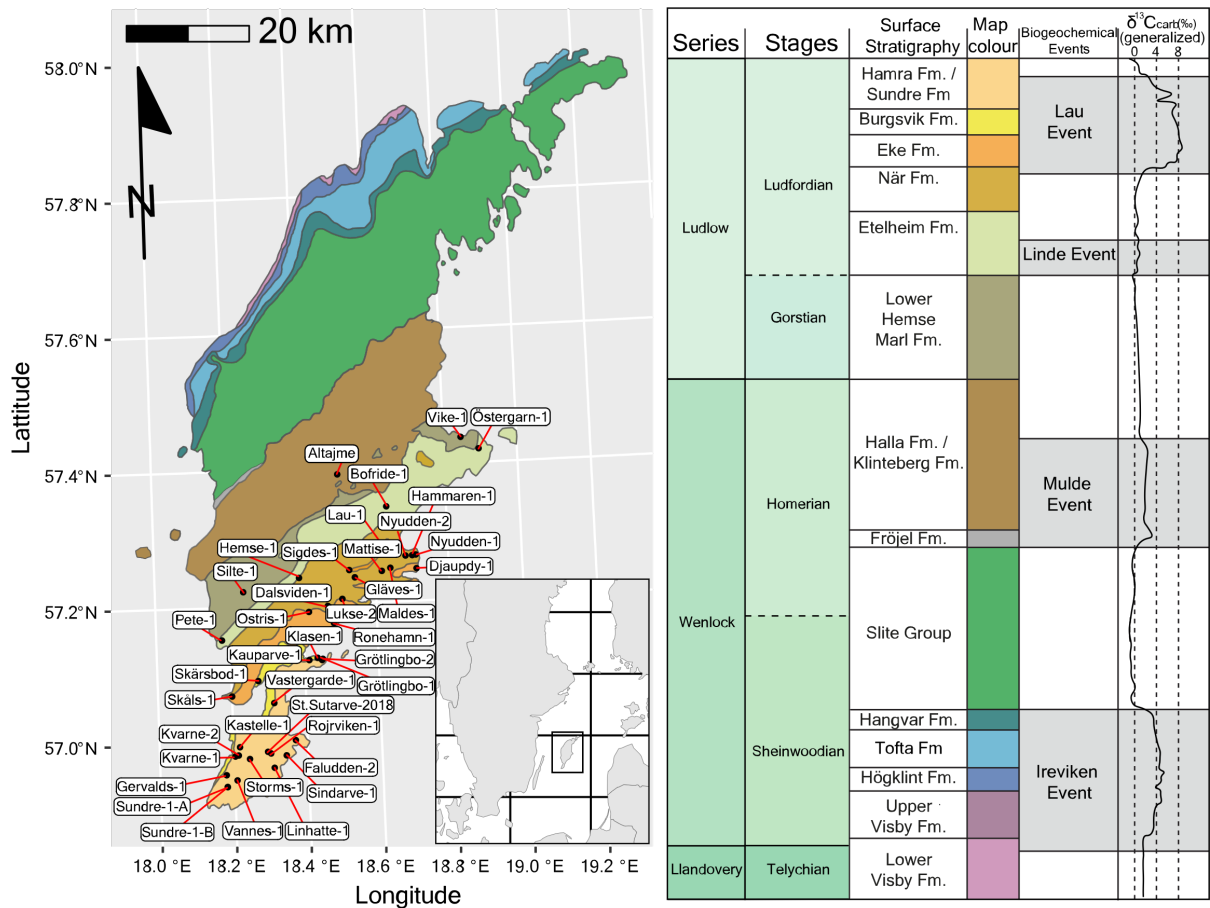 20 km
N
58.0°N
57.8°N
57.6°N
57.4°N
57.2°N
57.0°N
Lattitude
18.0 °E
18.2 °E
18.4 °E
18.6 °E
18.8 °E
19.0 °E
19.2 °E
Longitude
Vike-1
Östergarn-1
Altajme
Bofride-1
Hammaren-1
Lau-1
Nyudden-2
Hemse-1
Sigdes-1
Mattise-1
Nyudden-1
Silte-1
Djaupdy-1
Dalsviden-1
Gläves-1
Pete-1
Ostris-1
Lukse-2
Maldes-1
Klasen-1
Ronehamn-1
Kauparve-1
Grötlingbo-2
Skärsbod-1
Vastergarde-1
Grötlingbo-1
Skäls-1
St.Sutarve-2018
Kastelle-1
Rojrviken-1
Kvarne-2
Kvarne-1
Faludden-2
Gervalds-1
Storms-1
Sindarve-1
Sundre-1-A
Sundre-1-B
Vannes-1
Linhatte-1
Series
Stages
Surface
Stratigraphy
Map
colour
Biogeochemical
Events
δ13Ccarb(‰)
(generalized)
0 4 8
Ludlow
Wenlock
Llandovery
Ludfordian
Gorstian
Homerian
Sheinwoodian
Telychian
Hamra Fm. /
Sundre Fm
Burgsvik Fm.
Eke Fm.
När Fm.
Etelheim Fm.
Lower
Hemse
Marl Fm.
Halla Fm. /
Klinteberg Fm.
Fröjel Fm.
Slite Group
Hangvar Fm.
Tofta Fm
Högklint Fm.
Upper
Visby Fm.
Lower
Visby Fm.
Lau
Event
Linde Event
Mulde
Event
Ireviken
Event